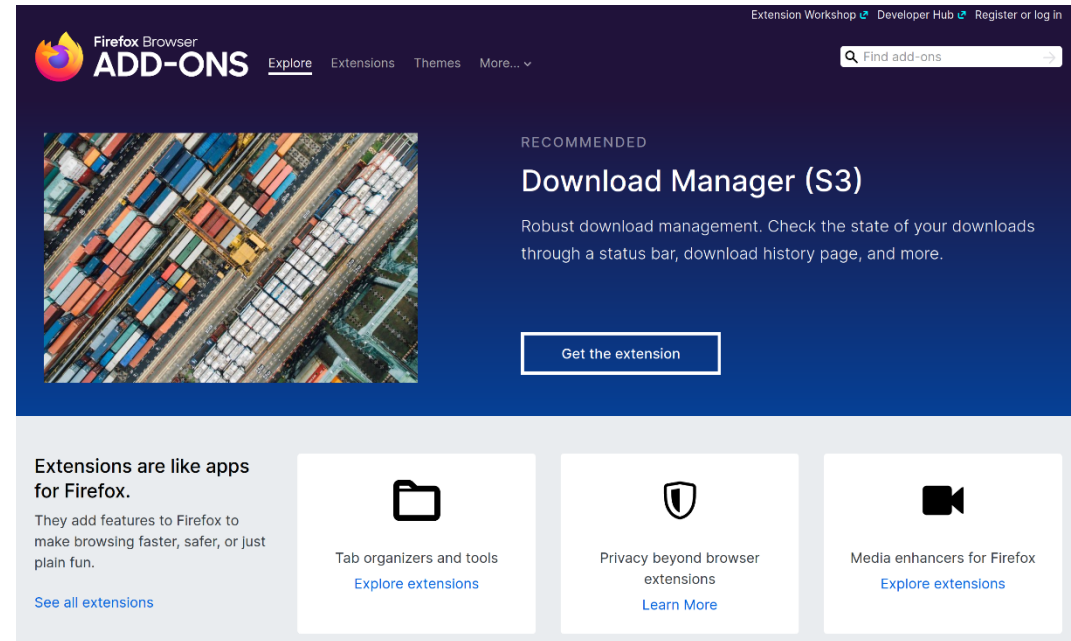 Extension Workshop Developer Hub Register or log in
Firefox Browser
ADD-ONS
Explore Extensions Themes More...
Find add-ons
RECOMMENDED
Download Manager (S3)
Robust download management. Check the state of your downloads
through a status bar, download history page, and more.
Get the extension
Extensions are like apps
for Firefox.
They add features to Firefox to
make browsing faster, safer, or just
plain fun.
See all extensions
Tab organizers and tools
Explore extensions
Privacy beyond browser
extensions
Learn More
Media enhancers for Firefox
Explore extensions